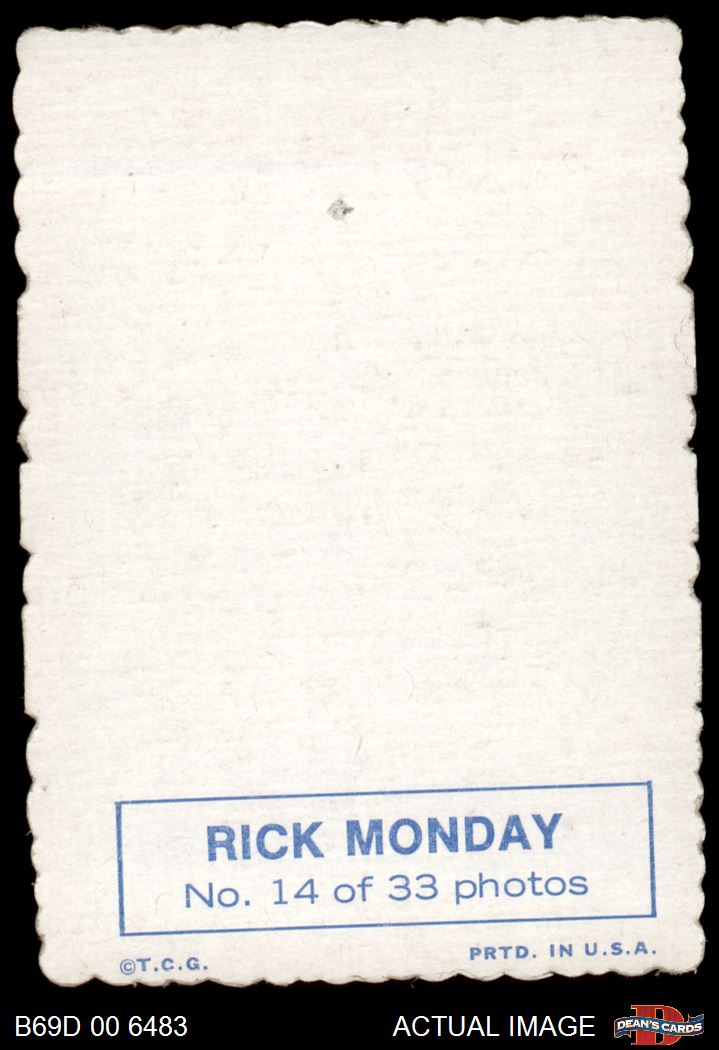 RICK MONDAY
No. 14 of 33 photos
©T.C.G.
PRTD. IN U.S.A.
B69D 00 6483
ACTUAL IMAGE
D
DEAN'S CARDS